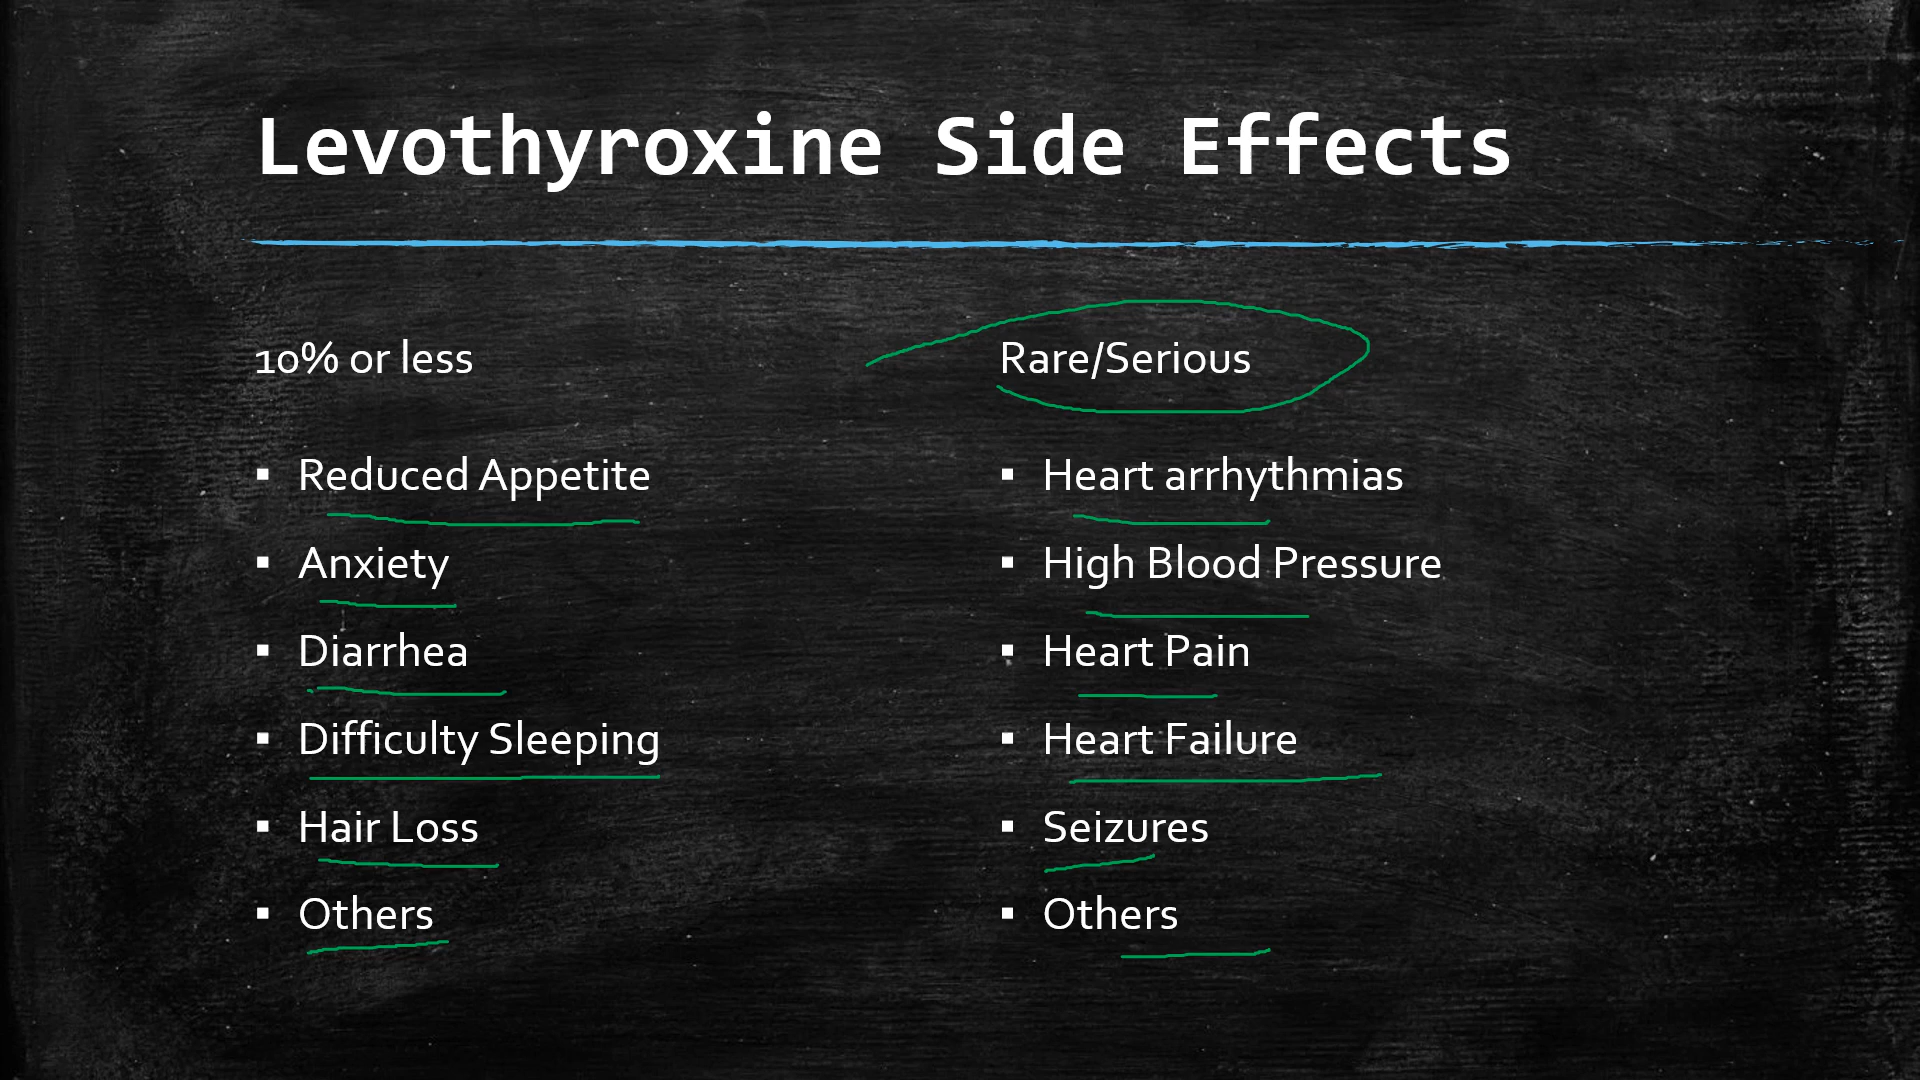 Levothyroxine Side Effects
10% or less
▪ Reduced Appetite
▪ Anxiety
▪ Diarrhea
▪ Difficulty Sleeping
▪ Hair Loss
▪ Others
Rare/Serious
▪ Heart arrhythmias
▪ High Blood Pressure
▪ Heart Pain
▪ Heart Failure
▪ Seizures
▪ Others